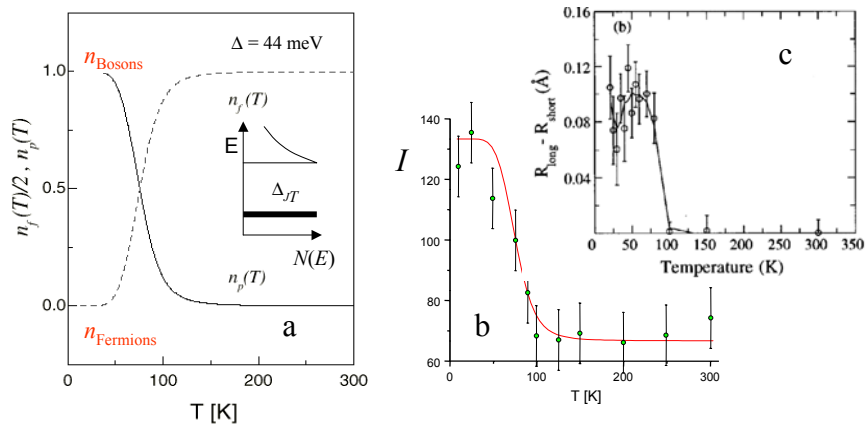 n_Bosons
Δ = 44 meV
1.0
0.5
0.0
n_f(T)/2 , n_p(T)
n_f(T)
E
Δ_JT
N(E)
n_p(T)
n_Fermions
a
0
100
200
300
T [K]
I
140
120
100
80
60
b
0
50
100
150
200
250
300
T [K]
(b)
c
0.16
0.12
0.08
0.04
R_long - R_short (Å)
0
50
100
150
200
250
300
Temperature (K)